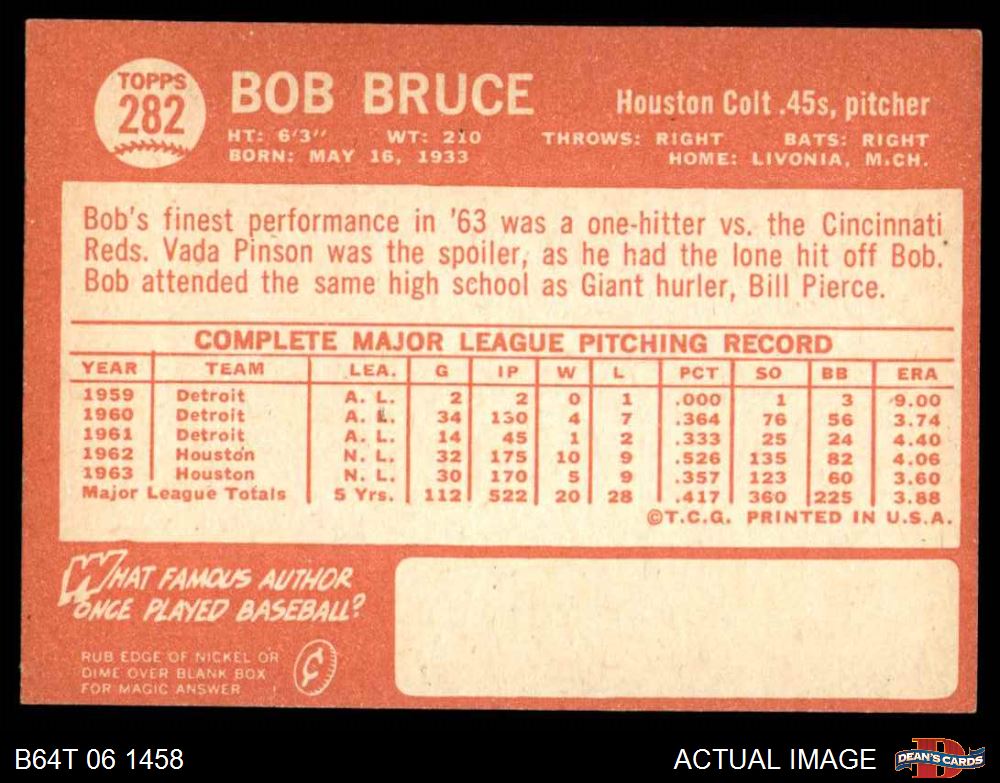 TOPPS
282
BOB BRUCE
Houston Colt .45s, pitcher
HT: 6'3" WT: 210 THROWS: RIGHT BATS: RIGHT
BORN: MAY 16, 1933 HOME: LIVONIA, M.CH.
Bob's finest performance in '63 was a one-hitter vs. the Cincinnati
Reds. Vada Pinson was the spoiler, as he had the lone hit off Bob.
Bob attended the same high school as Giant hurler, Bill Pierce.
COMPLETE MAJOR LEAGUE PITCHING RECORD
YEAR TEAM LEA. G IP W L PCT SO BB ERA
1959 Detroit A. L. 2 2 0 1 .000 1 3 9.00
1960 Detroit A. L. 34 130 4 7 .364 76 56 3.74
1961 Detroit A. L. 14 45 1 2 .333 25 24 4.40
1962 Houston N. L. 32 175 10 9 .526 135 82 4.06
1963 Houston N. L. 30 170 5 9 .357 123 60 3.60
Major League Totals 5 Yrs. 112 522 20 28 .417 360 225 3.88
©T.C.G. PRINTED IN U.S.A.
WHAT FAMOUS AUTHOR
ONCE PLAYED BASEBALL?
RUB EDGE OF NICKEL OR
DIME OVER BLANK BOX
FOR MAGIC ANSWER
B64T 06 1458
ACTUAL IMAGE
DEAN'S CARDS